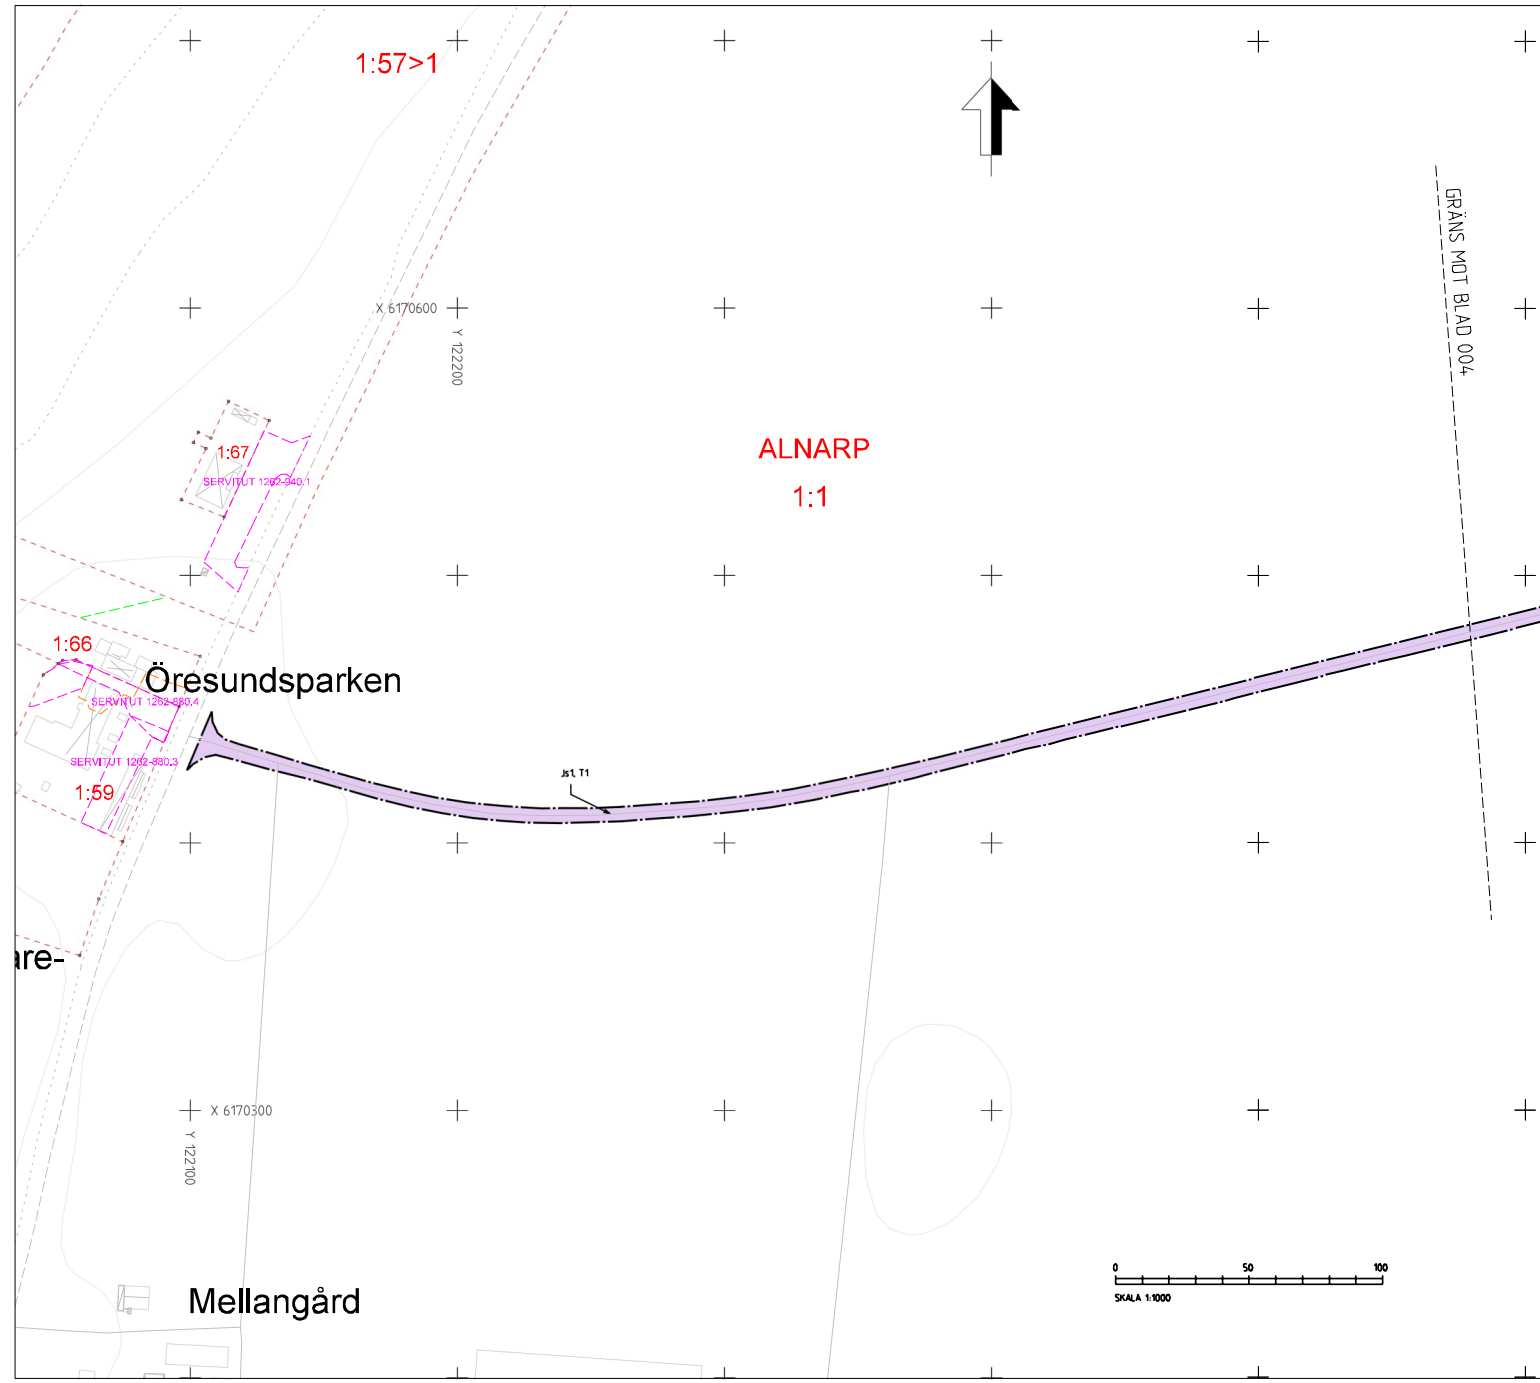 1:57>1
GRÄNS MOT BLAD 004
X 6170600
Y 122200
ALNARP
1:1
1:67
SERVITUT 1262-940.1
1:66
Öresundsparken
SERVITUT 1262-880.4
SERVITUT 1262-880.3
1:59
Js1, T1
are-
X 6170300
Y 122100
Mellangård
0 50 100
SKALA 1:1000